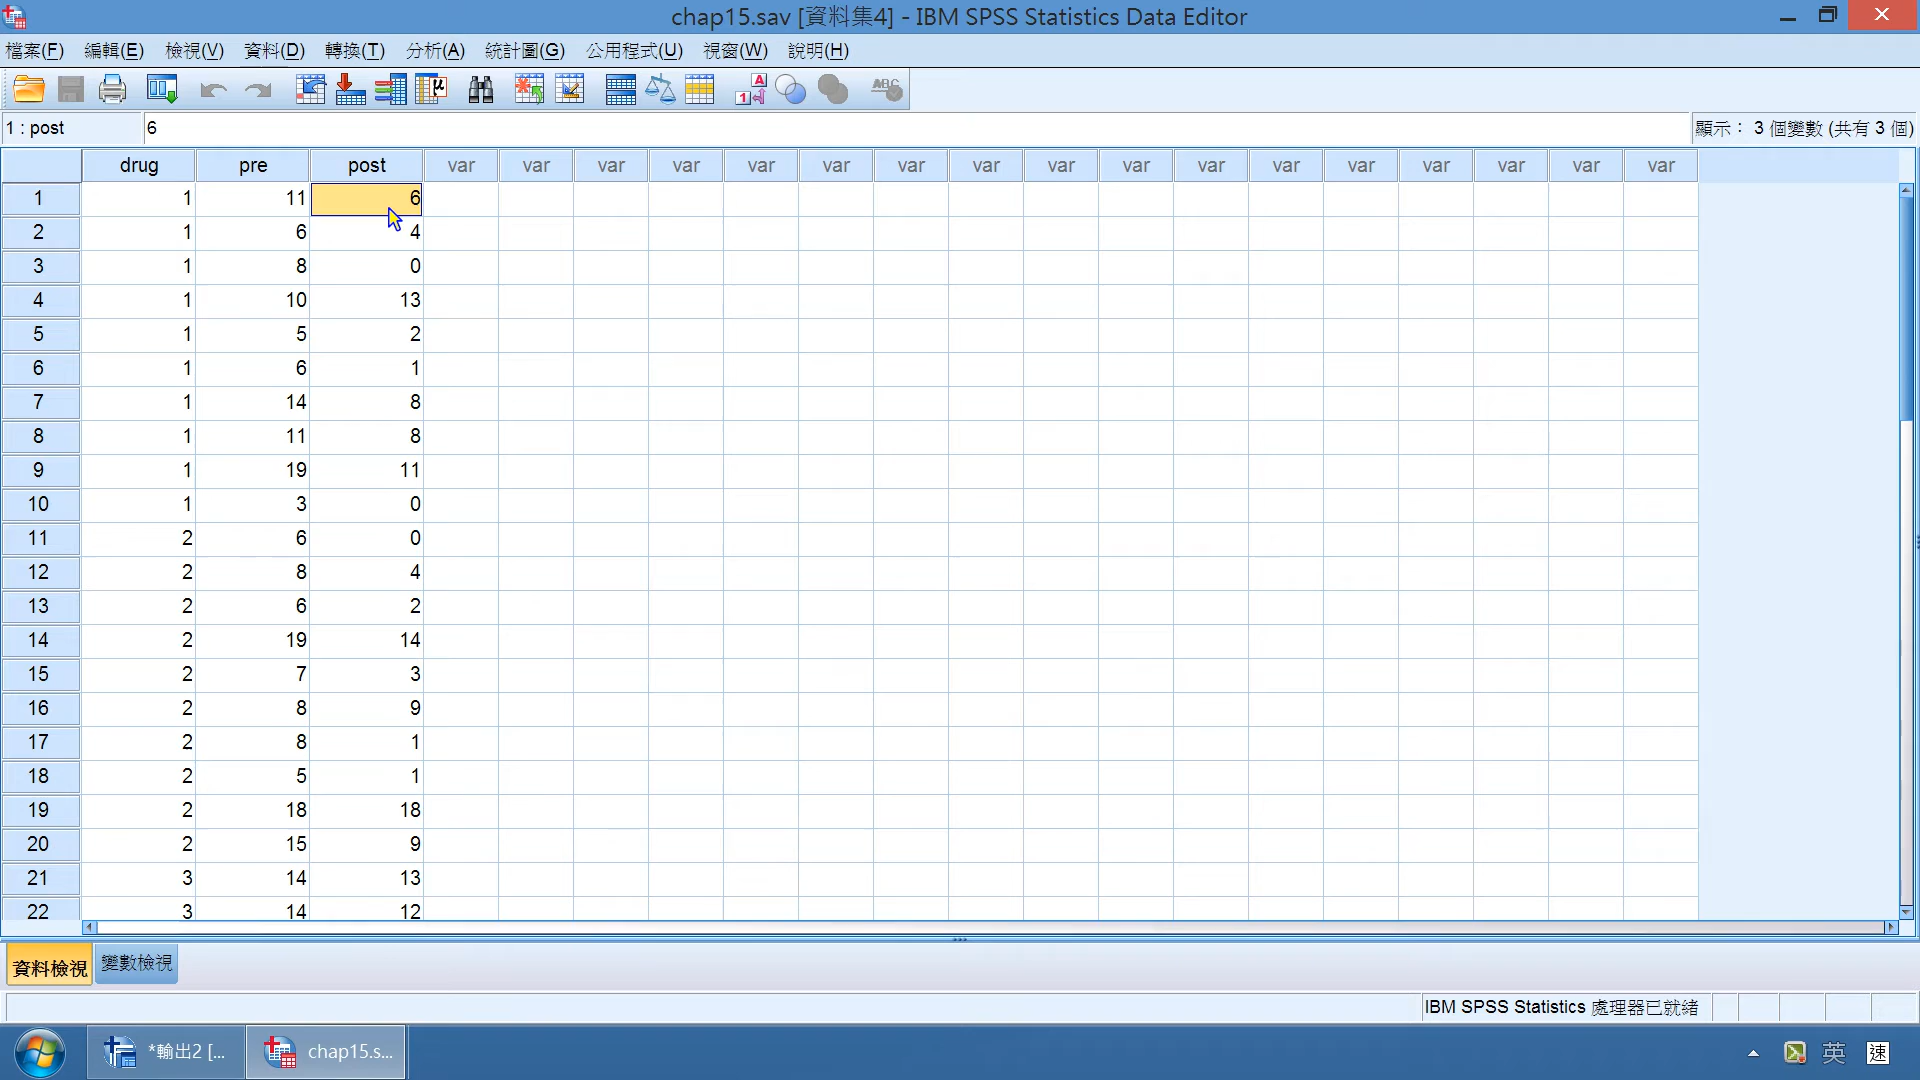 chap15.sav [資料集4] - IBM SPSS Statistics Data Editor
檔案(F) 編輯(E) 檢視(V) 資料(D) 轉換(T) 分析(A) 統計圖(G) 公用程式(U) 視窗(W) 說明(H)
1 : post 6 顯示： 3 個變數 (共有 3 個)
drug pre post var var var var var var var var var var var var var var var var var
1 1 11 6
2 1 6 4
3 1 8 0
4 1 10 13
5 1 5 2
6 1 6 1
7 1 14 8
8 1 11 8
9 1 19 11
10 1 3 0
11 2 6 0
12 2 8 4
13 2 6 2
14 2 19 14
15 2 7 3
16 2 8 9
17 2 8 1
18 2 5 1
19 2 18 18
20 2 15 9
21 3 14 13
22 3 14 12
資料檢視 變數檢視
IBM SPSS Statistics 處理器已就緒
*輸出2 [... chap15.s... 英 速